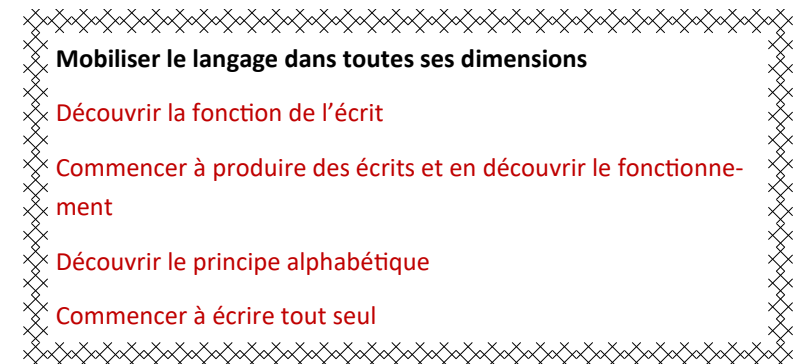 Mobiliser le langage dans toutes ses dimensions
Découvrir la fonction de l’écrit
Commencer à produire des écrits et en découvrir le fonctionne-
ment
Découvrir le principe alphabétique
Commencer à écrire tout seul